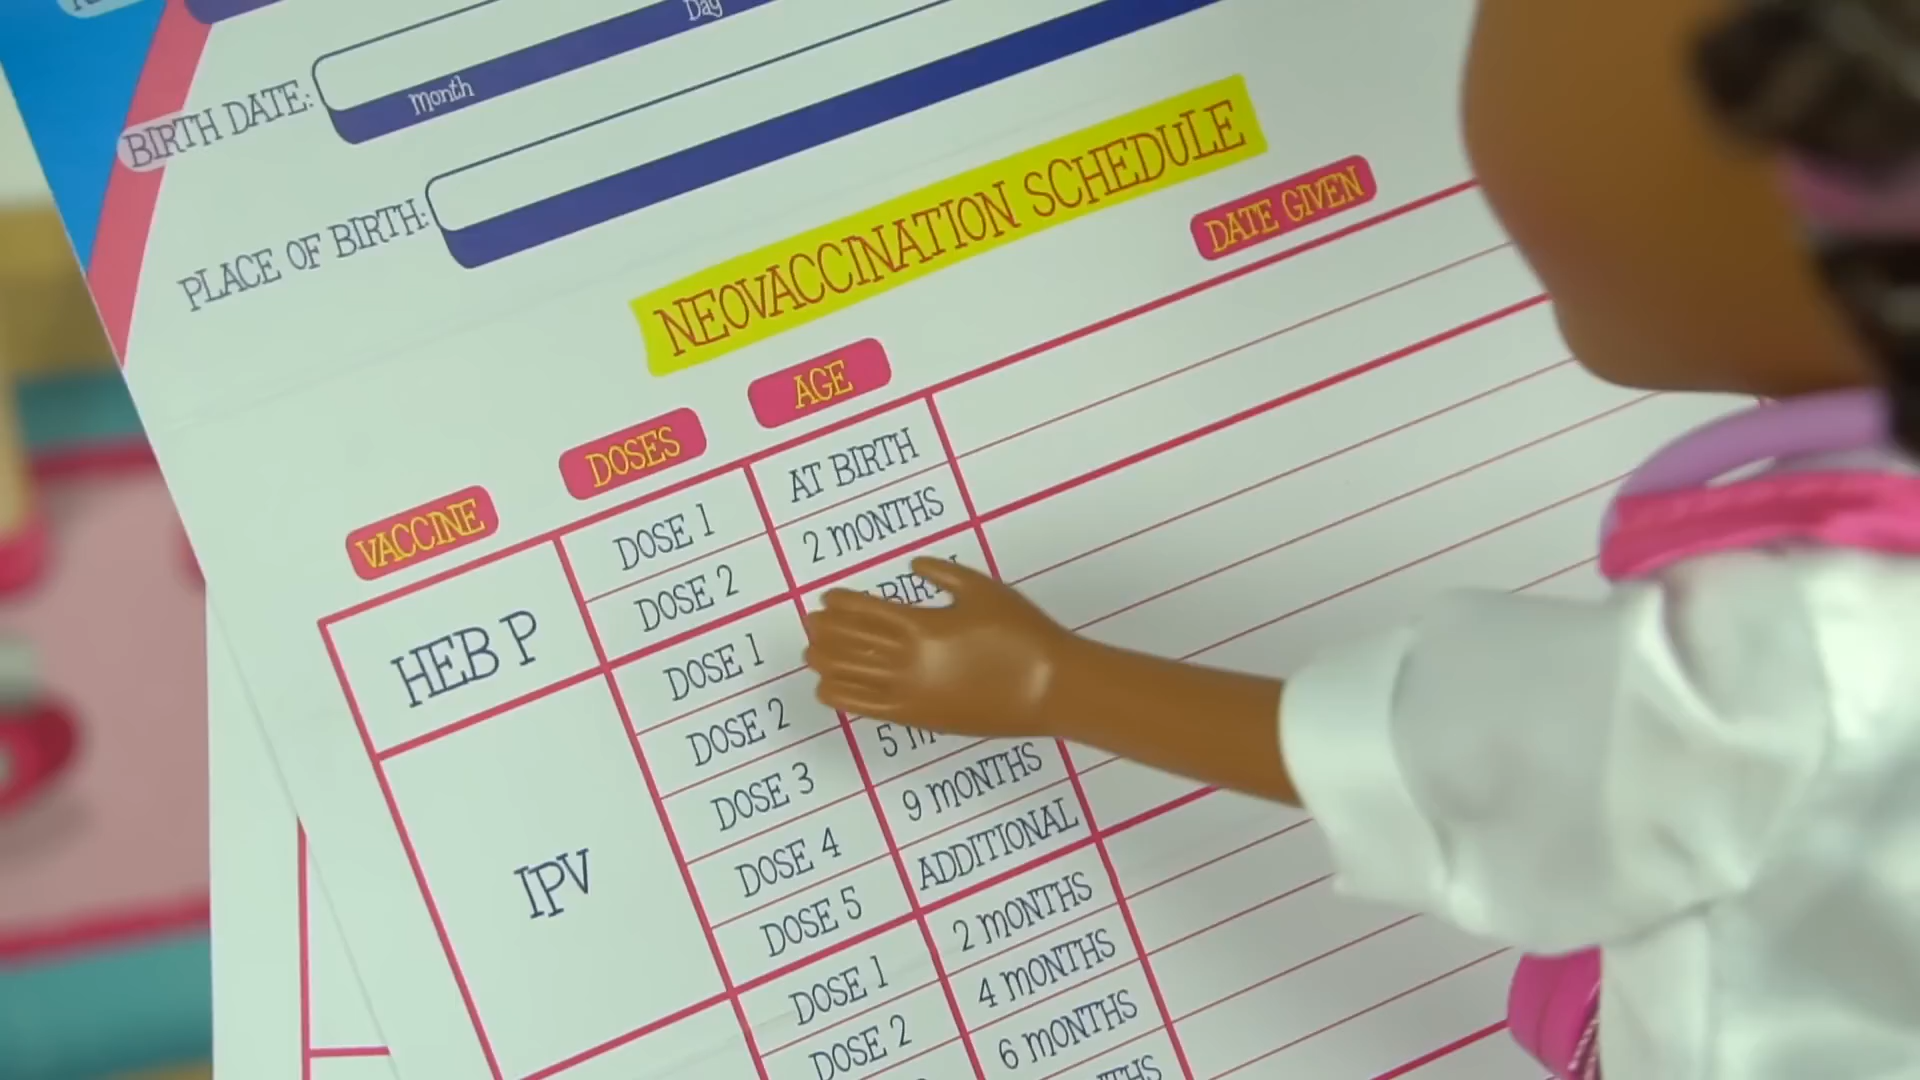 Day
Month
BIRTH DATE:
PLACE OF BIRTH:
NEOVACCINATION SCHEDULE
VACCINE DOSES AGE DATE GIVEN
HEB P
DOSE 1 AT BIRTH
DOSE 2 2 MONTHS
IPV
DOSE 1
DOSE 2
DOSE 3 5
DOSE 4 9 MONTHS
DOSE 5 ADDITIONAL
DOSE 1 2 MONTHS
DOSE 2 4 MONTHS
6 MONTHS